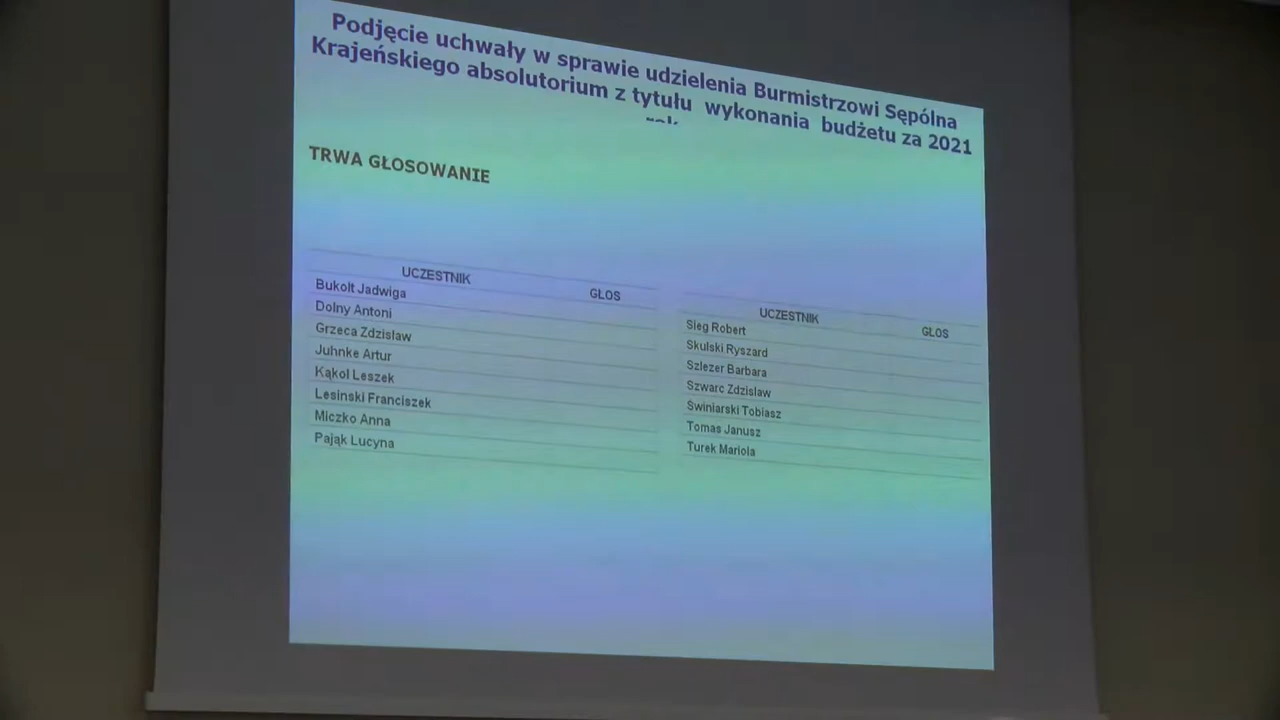 Podjęcie uchwały w sprawie udzielenia Burmistrzowi Sępólna
Krajeńskiego absolutorium z tytułu wykonania budżetu za 2021
TRWA GŁOSOWANIE
UCZESTNIK GŁOS
Bukolt Jadwiga
Dolny Antoni
Grzeca Zdzisław
Juhnke Artur
Kąkol Leszek
Lesinski Franciszek
Miczko Anna
Pająk Lucyna
UCZESTNIK GŁOS
Sieg Robert
Skulski Ryszard
Szlezer Barbara
Szwarc Zdzisław
Świniarski Tobiasz
Tomas Janusz
Turek Mariola